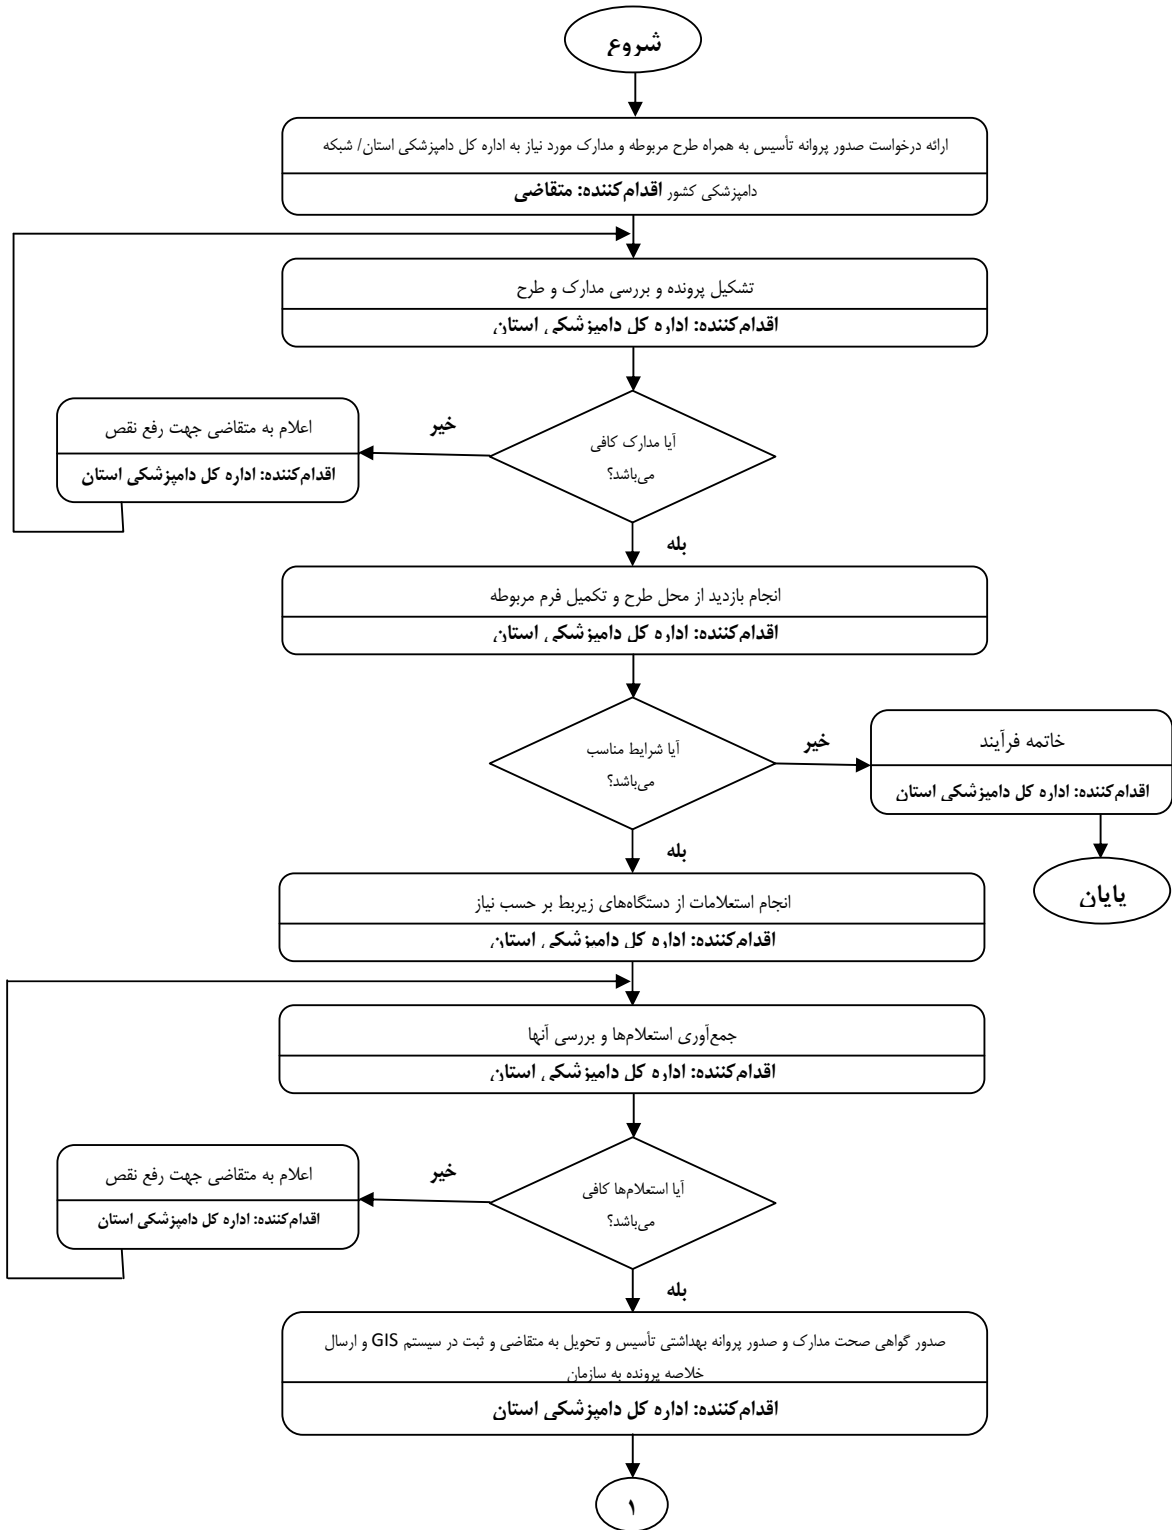 شروع
ارائه درخواست صدور پروانه تأسیس به همراه طرح مربوطه و مدارک مورد نیاز به اداره کل دامپزشکی استان/ شبکه
دامپزشکی کشور اقدام‌کننده: متقاضی
تشکیل پرونده و بررسی مدارک و طرح
اقدام‌کننده: اداره کل دامپزشکی استان
آیا مدارک کافی
می‌باشد؟
خیر
اعلام به متقاضی جهت رفع نقص
اقدام‌کننده: اداره کل دامپزشکی استان
بله
انجام بازدید از محل طرح و تکمیل فرم مربوطه
اقدام‌کننده: اداره کل دامپزشکی استان
آیا شرایط مناسب
می‌باشد؟
خیر
خاتمه فرآیند
اقدام‌کننده: اداره کل دامپزشکی استان
پایان
بله
انجام استعلامات از دستگاه‌های زیربط بر حسب نیاز
اقدام‌کننده: اداره کل دامپزشکی استان
جمع‌آوری استعلام‌ها و بررسی آنها
اقدام‌کننده: اداره کل دامپزشکی استان
آیا استعلام‌ها کافی
می‌باشد؟
خیر
اعلام به متقاضی جهت رفع نقص
اقدام‌کننده: اداره کل دامپزشکی استان
بله
صدور گواهی صحت مدارک و صدور پروانه بهداشتی تأسیس و تحویل به متقاضی و ثبت در سیستم GIS و ارسال
خلاصه پرونده به سازمان
اقدام‌کننده: اداره کل دامپزشکی استان
۱